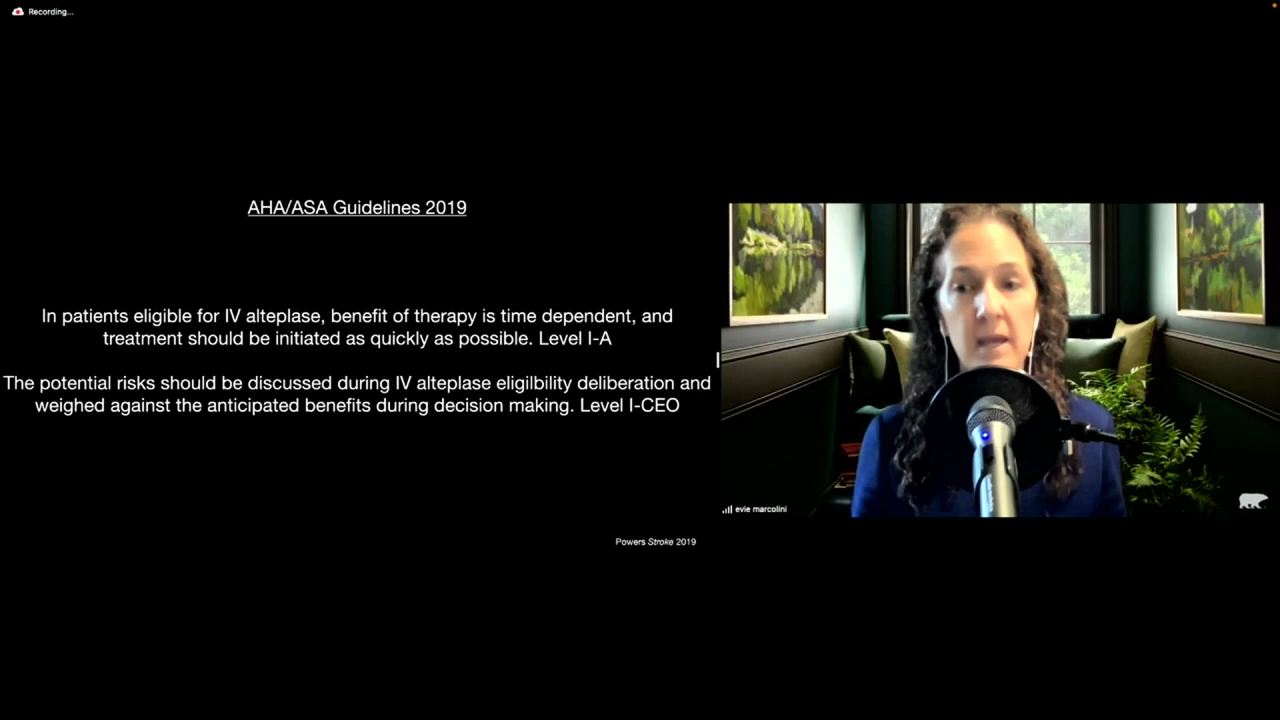 Recording...
AHA/ASA Guidelines 2019
In patients eligible for IV alteplase, benefit of therapy is time dependent, and
treatment should be initiated as quickly as possible. Level I-A
The potential risks should be discussed during IV alteplase eligilbility deliberation and
weighed against the anticipated benefits during decision making. Level I-CEO
evie marcolini
Powers Stroke 2019